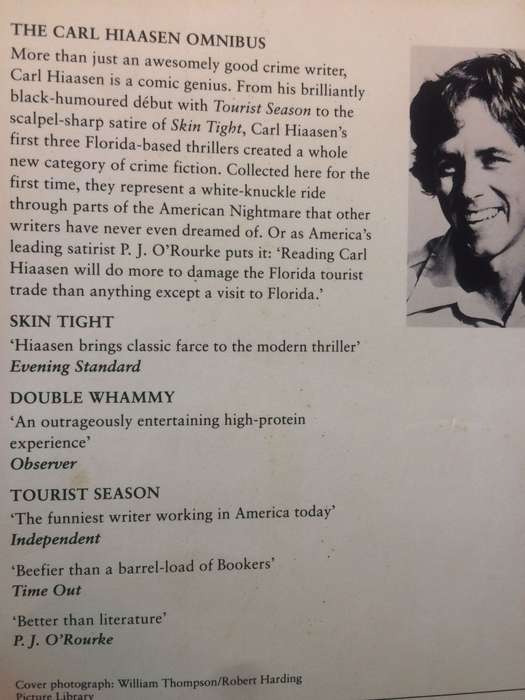 THE CARL HIAASEN OMNIBUS
More than just an awesomely good crime writer,
Carl Hiaasen is a comic genius. From his brilliantly
black-humoured début with Tourist Season to the
scalpel-sharp satire of Skin Tight, Carl Hiaasen's
first three Florida-based thrillers created a whole
new category of crime fiction. Collected here for the
first time, they represent a white-knuckle ride
through parts of the American Nightmare that other
writers have never even dreamed of. Or as America's
leading satirist P. J. O'Rourke puts it: 'Reading Carl
Hiaasen will do more to damage the Florida tourist
trade than anything except a visit to Florida.'
SKIN TIGHT
'Hiaasen brings classic farce to the modern thriller'
Evening Standard
DOUBLE WHAMMY
'An outrageously entertaining high-protein
experience'
Observer
TOURIST SEASON
'The funniest writer working in America today'
Independent
'Beefier than a barrel-load of Bookers'
Time Out
'Better than literature'
P. J. O'Rourke
Cover photograph: William Thompson/Robert Harding
Picture Library